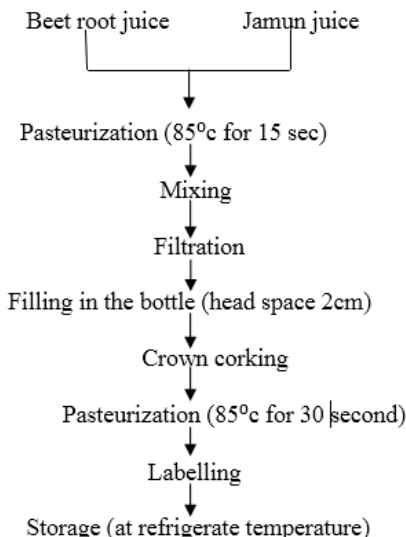 Beet root juice Jamun juice
Pasteurization (85⁰c for 15 sec)
Mixing
Filtration
Filling in the bottle (head space 2cm)
Crown corking
Pasteurization (85⁰c for 30 second)
Labelling
Storage (at refrigerate temperature)